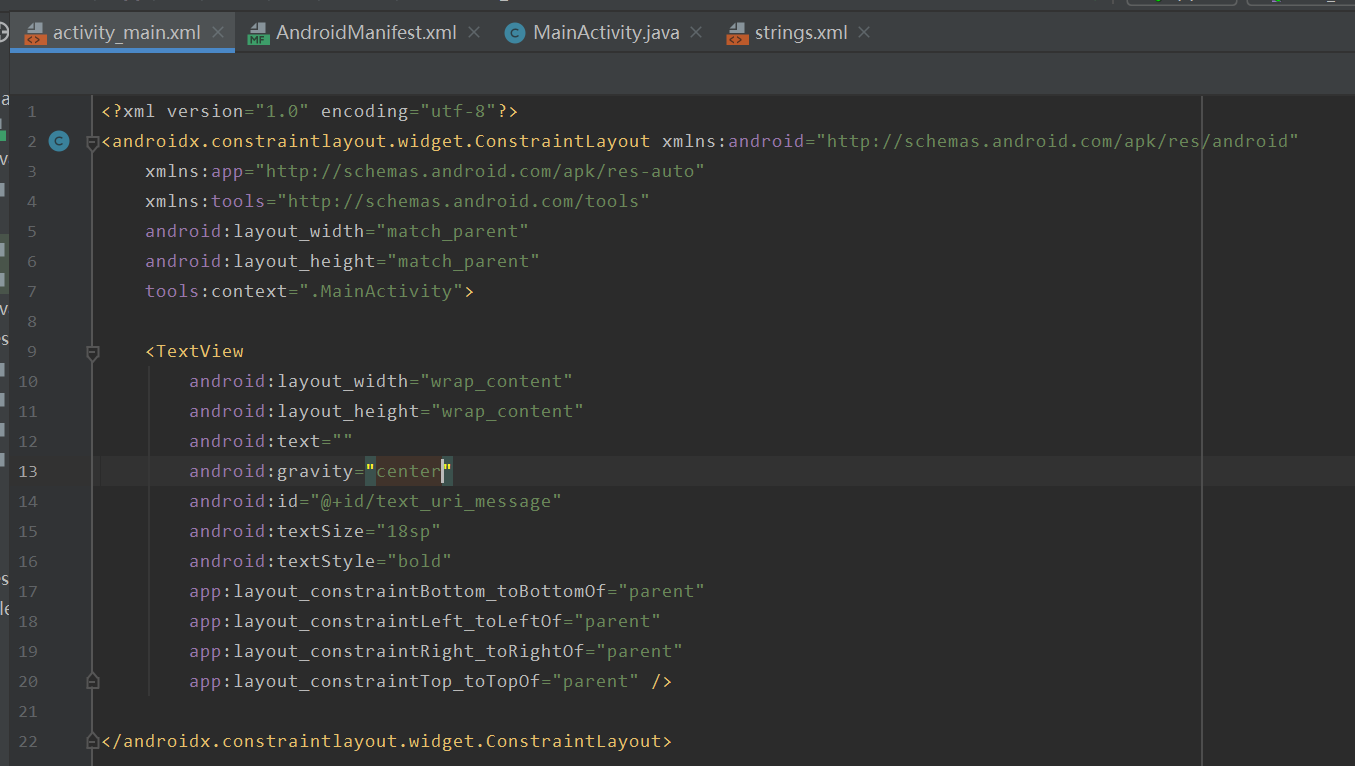 activity_main.xml AndroidManifest.xml MainActivity.java strings.xml
1 <?xml version="1.0" encoding="utf-8"?>
2 <androidx.constraintlayout.widget.ConstraintLayout xmlns:android="http://schemas.android.com/apk/res/android"
3 xmlns:app="http://schemas.android.com/apk/res-auto"
4 xmlns:tools="http://schemas.android.com/tools"
5 android:layout_width="match_parent"
6 android:layout_height="match_parent"
7 tools:context=".MainActivity">
8
9 <TextView
10 android:layout_width="wrap_content"
11 android:layout_height="wrap_content"
12 android:text=""
13 android:gravity="center"
14 android:id="@+id/text_uri_message"
15 android:textSize="18sp"
16 android:textStyle="bold"
17 app:layout_constraintBottom_toBottomOf="parent"
18 app:layout_constraintLeft_toLeftOf="parent"
19 app:layout_constraintRight_toRightOf="parent"
20 app:layout_constraintTop_toTopOf="parent" />
21
22 </androidx.constraintlayout.widget.ConstraintLayout>